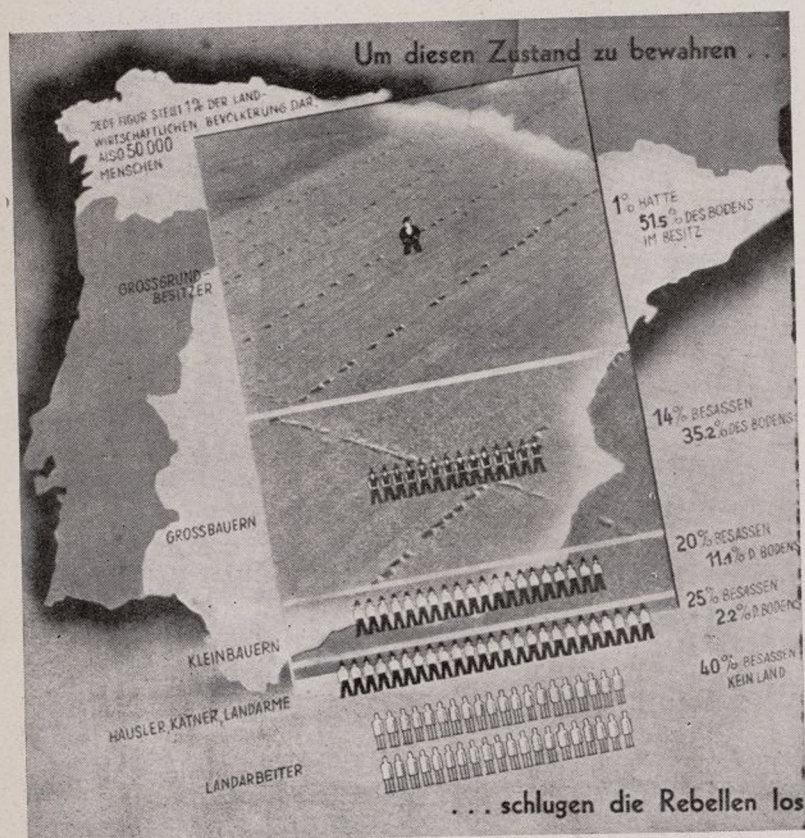 Um diesen Zustand zu bewahren . . .
JEDE FIGUR STELLT 1% DER LAND-
WIRTSCHAFTLICHEN BEVÖLKERUNG DAR,
ALSO 50 000
MENSCHEN
1% HATTE
51.5% DES BODENS
IM BESITZ
GROSSGRUND-
BESITZER
14% BESASSEN
35.2% DES BODENS
GROSSBAUERN
20% BESASSEN
11.1% D. BODENS
KLEINBAUERN
25% BESASSEN
2.2% D. BODENS
HÄUSLER, KÄTNER, LANDARME
40% BESASSEN
KEIN LAND
LANDARBEITER
. . . schlugen die Rebellen los